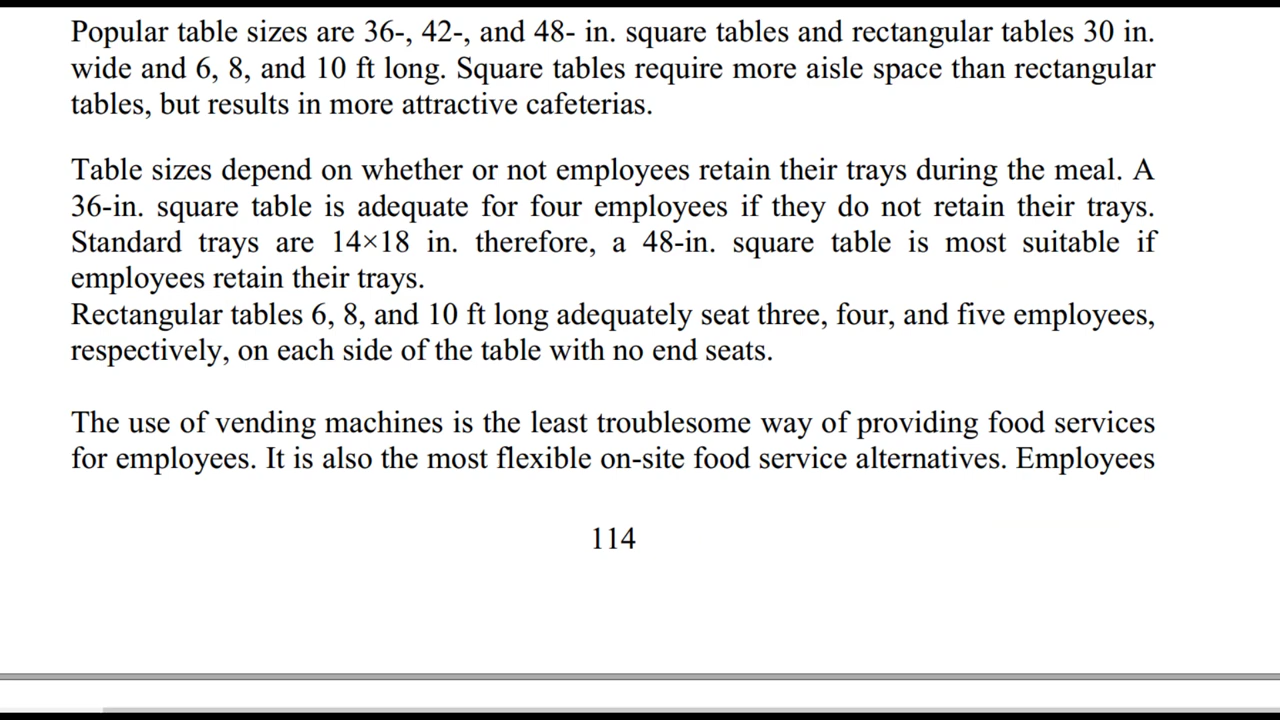 Popular table sizes are 36-, 42-, and 48- in. square tables and rectangular tables 30 in.
wide and 6, 8, and 10 ft long. Square tables require more aisle space than rectangular
tables, but results in more attractive cafeterias.
Table sizes depend on whether or not employees retain their trays during the meal. A
36-in. square table is adequate for four employees if they do not retain their trays.
Standard trays are 14×18 in. therefore, a 48-in. square table is most suitable if
employees retain their trays.
Rectangular tables 6, 8, and 10 ft long adequately seat three, four, and five employees,
respectively, on each side of the table with no end seats.
The use of vending machines is the least troublesome way of providing food services
for employees. It is also the most flexible on-site food service alternatives. Employees
114